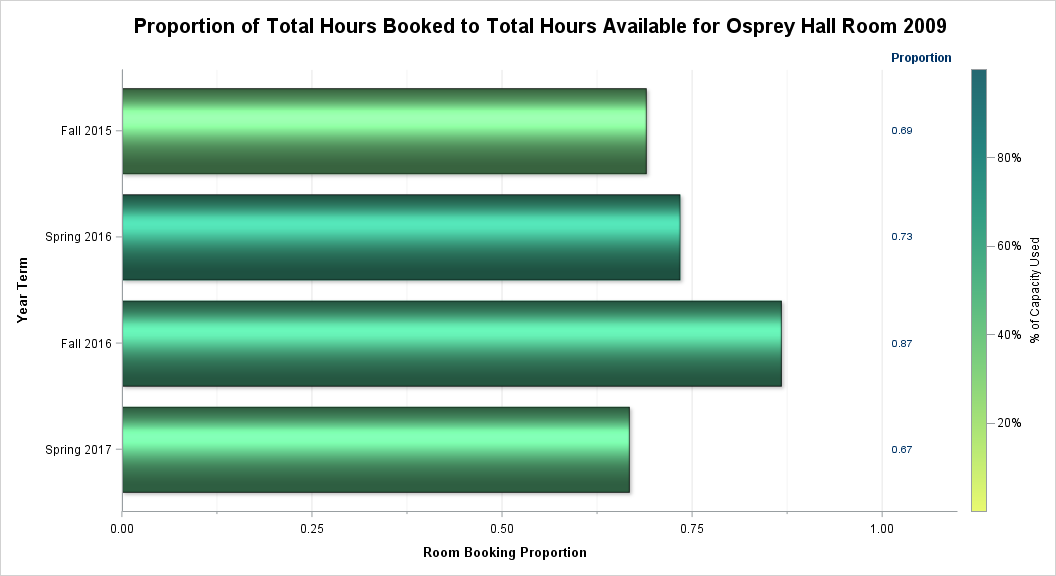 Proportion of Total Hours Booked to Total Hours Available for Osprey Hall Room 2009
Proportion
Fall 2015
0.69
Spring 2016
0.73
Fall 2016
0.87
Spring 2017
0.67
Year Term
0.00 0.25 0.50 0.75 1.00
Room Booking Proportion
80%
60%
40%
20%
% of Capacity Used